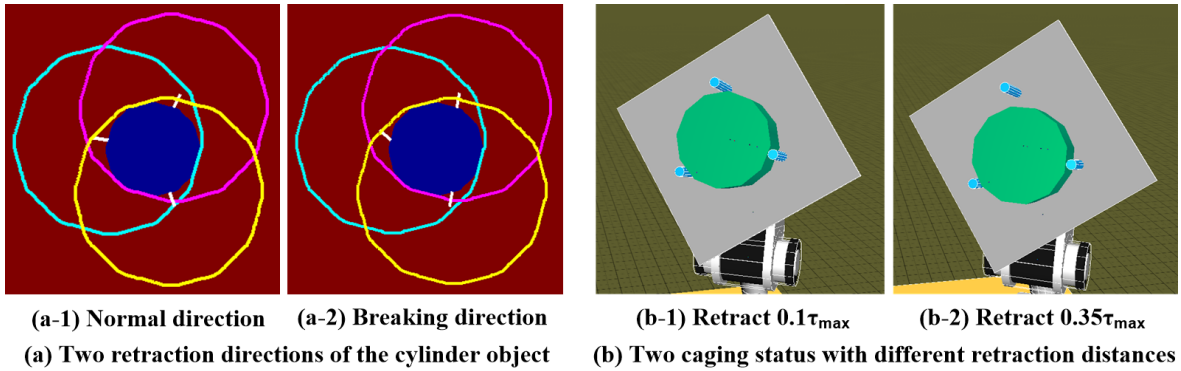 (a-1) Normal direction
(a-2) Breaking direction
(b-1) Retract 0.1τmax
(b-2) Retract 0.35τmax
(a) Two retraction directions of the cylinder object
(b) Two caging status with different retraction distances